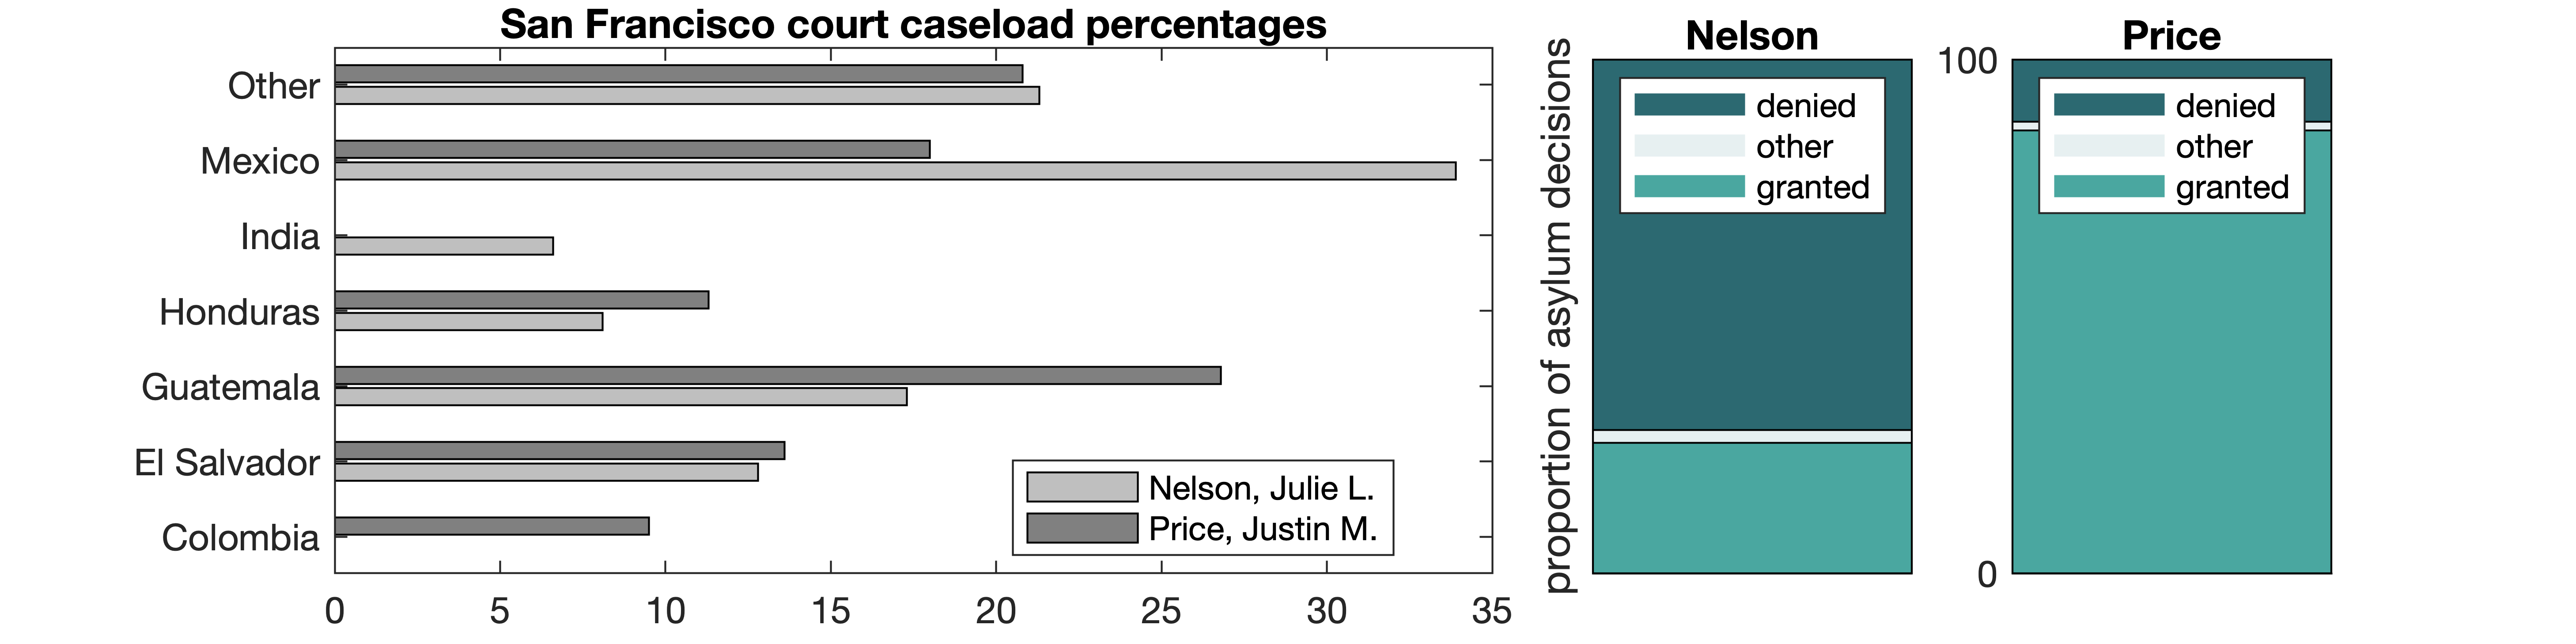 San Francisco court caseload percentages
Other
Mexico
India
Honduras
Guatemala
El Salvador
Colombia
Nelson, Julie L.
Price, Justin M.
0 5 10 15 20 25 30 35
proportion of asylum decisions
Nelson
denied
other
granted
Price
100
0
denied
other
granted